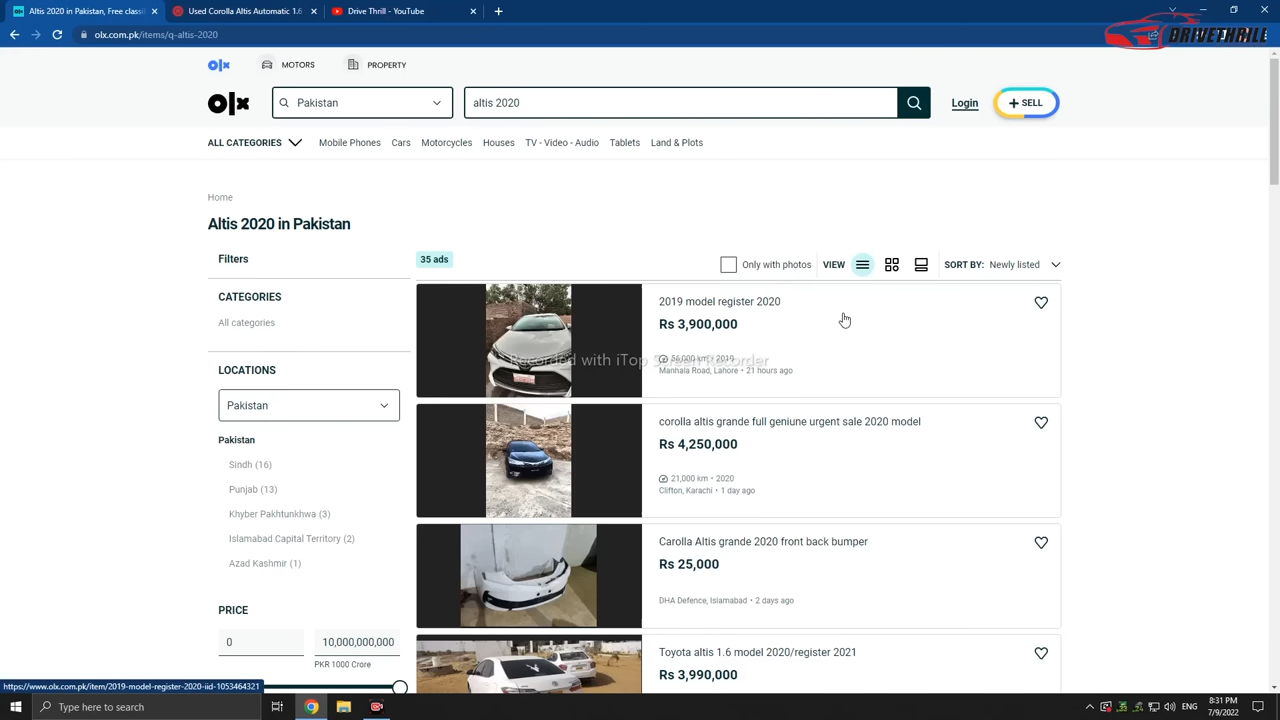 Altis 2020 in Pakistan, Free clas
Altis 1.6
Drive Thrill - YouTube
olx.com.pk/items/q-altis-2020
DRIVETHRILL
olx
MOTORS
PROPERTY
olx
Pakistan
altis 2020
Login
+ SELL
ALL CATEGORIES
Mobile Phones
Cars
Motorcycles
Houses
TV - Video - Audio
Tablets
Land & Plots
Home
Altis 2020 in Pakistan
Filters
35 ads
Only with photos
VIEW
SORT BY: Newly listed
CATEGORIES
All categories
LOCATIONS
Pakistan
Pakistan
Sindh (16)
Punjab (13)
Khyber Pakhtunkhwa (3)
Islamabad Capital Territory (2)
Azad Kashmir (1)
PRICE
0
10,000,000,000
PKR 1000 Crore
2019 model register 2020
Rs 3,900,000
Recorded with iTop Screen Recorder
56,000 km • 2019
Manhala Road, Lahore • 21 hours ago
corolla altis grande full geniune urgent sale 2020 model
Rs 4,250,000
21,000 km • 2020
Clifton, Karachi • 1 day ago
Carolla Altis grande 2020 front back bumper
Rs 25,000
DHA Defence, Islamabad • 2 days ago
Toyota altis 1.6 model 2020/register 2021
Rs 3,990,000
https://www.olx.com.pk/item/2019-model-register-2020-iid-1053464321
Type here to search
ENG
8:31 PM
7/9/2022